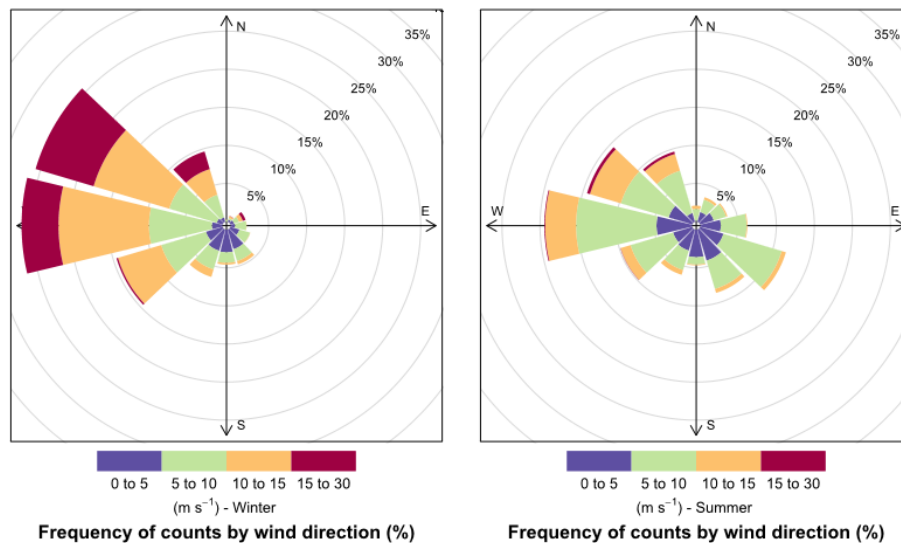 N
35%
30%
25%
20%
15%
10%
5%
E
S
0 to 5 5 to 10 10 to 15 15 to 30
(m s⁻¹) - Winter
Frequency of counts by wind direction (%)
N
35%
30%
25%
20%
15%
10%
5%
W
E
S
0 to 5 5 to 10 10 to 15 15 to 30
(m s⁻¹) - Summer
Frequency of counts by wind direction (%)